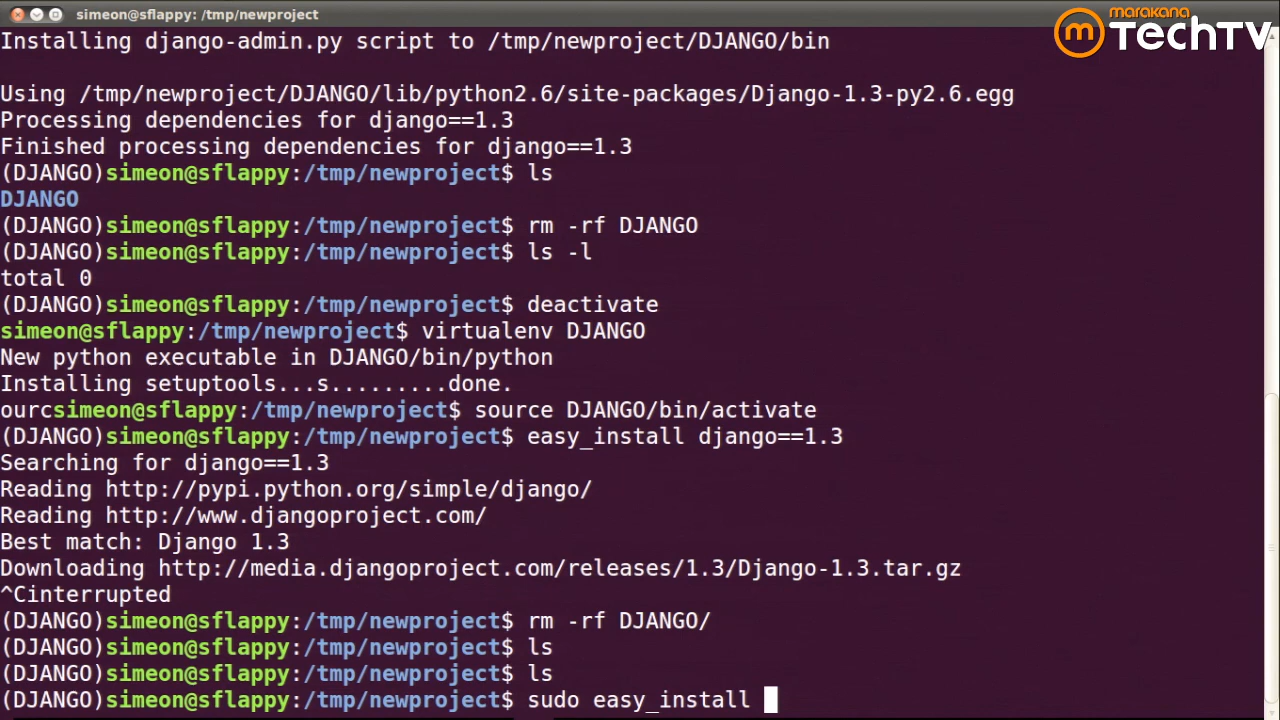 simeon@sflappy: /tmp/newproject
marakana
TechTV
Installing django-admin.py script to /tmp/newproject/DJANGO/bin
Using /tmp/newproject/DJANGO/lib/python2.6/site-packages/Django-1.3-py2.6.egg
Processing dependencies for django==1.3
Finished processing dependencies for django==1.3
(DJANGO)simeon@sflappy:/tmp/newproject$ ls
DJANGO
(DJANGO)simeon@sflappy:/tmp/newproject$ rm -rf DJANGO
(DJANGO)simeon@sflappy:/tmp/newproject$ ls -l
total 0
(DJANGO)simeon@sflappy:/tmp/newproject$ deactivate
simeon@sflappy:/tmp/newproject$ virtualenv DJANGO
New python executable in DJANGO/bin/python
Installing setuptools...s.........done.
ourcsimeon@sflappy:/tmp/newproject$ source DJANGO/bin/activate
(DJANGO)simeon@sflappy:/tmp/newproject$ easy_install django==1.3
Searching for django==1.3
Reading http://pypi.python.org/simple/django/
Reading http://www.djangoproject.com/
Best match: Django 1.3
Downloading http://media.djangoproject.com/releases/1.3/Django-1.3.tar.gz
^Cinterrupted
(DJANGO)simeon@sflappy:/tmp/newproject$ rm -rf DJANGO/
(DJANGO)simeon@sflappy:/tmp/newproject$ ls
(DJANGO)simeon@sflappy:/tmp/newproject$ ls
(DJANGO)simeon@sflappy:/tmp/newproject$ sudo easy_install